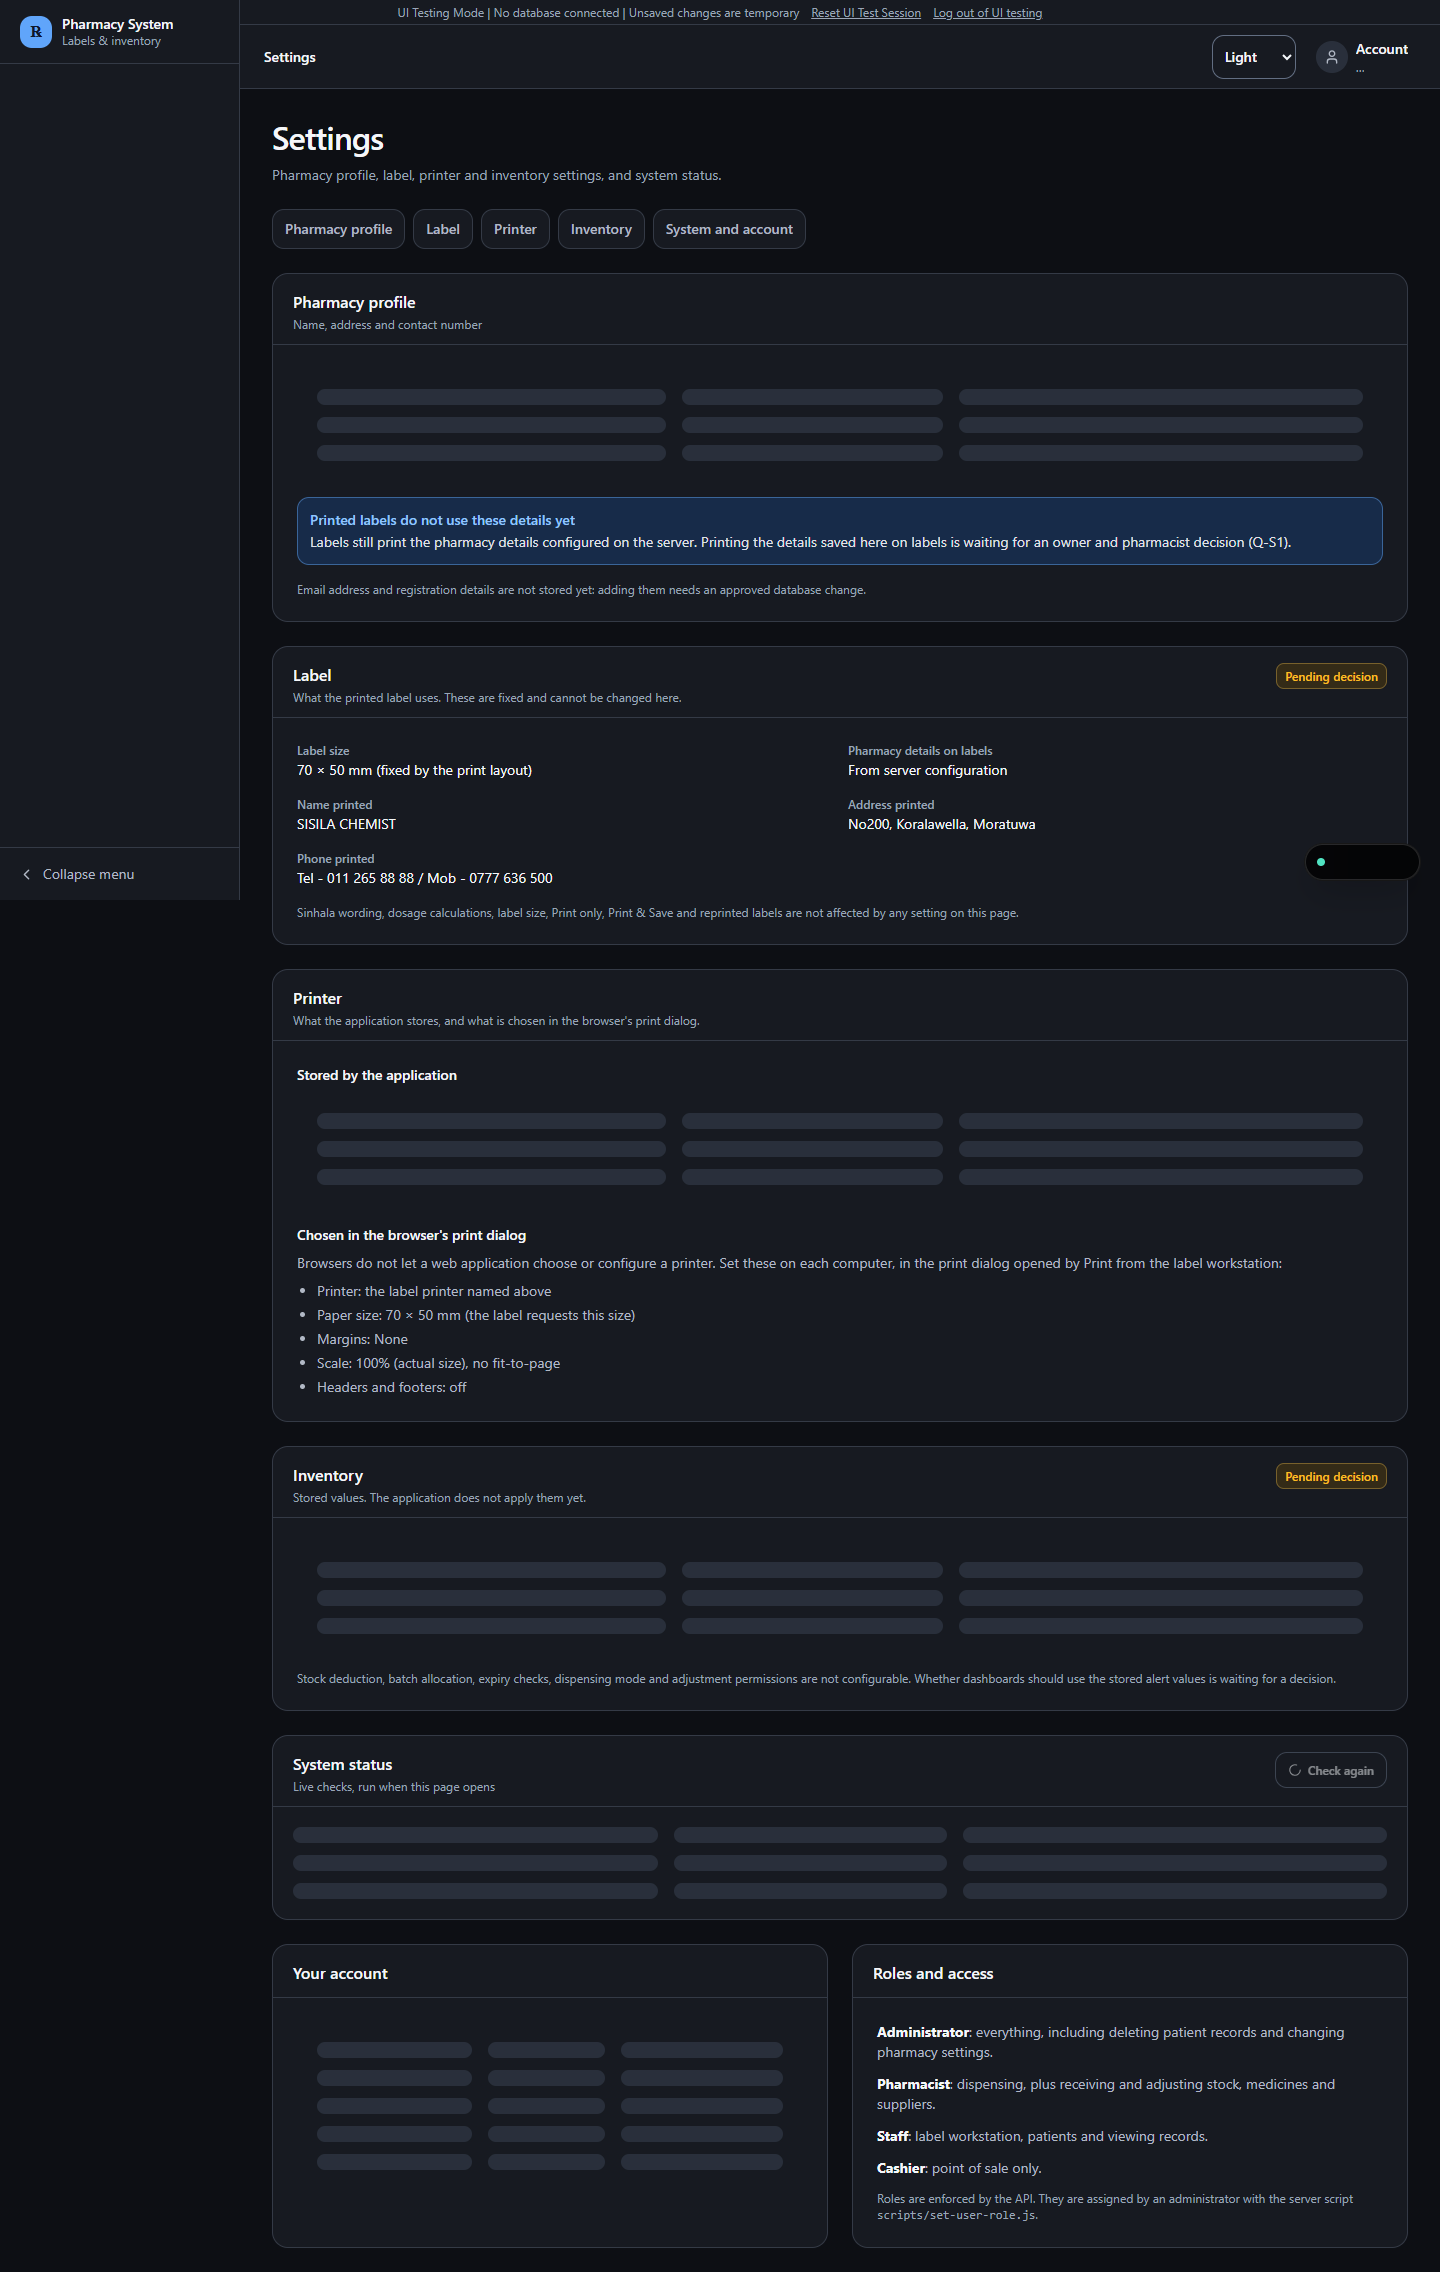 Pharmacy System
Labels & inventory
UI Testing Mode | No database connected | Unsaved changes are temporary Reset UI Test Session Log out of UI testing
Settings
Light
Account
...
Settings
Pharmacy profile, label, printer and inventory settings, and system status.
Pharmacy profile
Label
Printer
Inventory
System and account
Pharmacy profile
Name, address and contact number
Printed labels do not use these details yet
Labels still print the pharmacy details configured on the server. Printing the details saved here on labels is waiting for an owner and pharmacist decision (Q-S1).
Email address and registration details are not stored yet: adding them needs an approved database change.
Label
Pending decision
What the printed label uses. These are fixed and cannot be changed here.
Label size
70 × 50 mm (fixed by the print layout)
Pharmacy details on labels
From server configuration
Name printed
SISILA CHEMIST
Address printed
No200, Koralawella, Moratuwa
Phone printed
Tel - 011 265 88 88 / Mob - 0777 636 500
Collapse menu
Sinhala wording, dosage calculations, label size, Print only, Print & Save and reprinted labels are not affected by any setting on this page.
Printer
What the application stores, and what is chosen in the browser's print dialog.
Stored by the application
Chosen in the browser's print dialog
Browsers do not let a web application choose or configure a printer. Set these on each computer, in the print dialog opened by Print from the label workstation:
• Printer: the label printer named above
• Paper size: 70 × 50 mm (the label requests this size)
• Margins: None
• Scale: 100% (actual size), no fit-to-page
• Headers and footers: off
Inventory
Pending decision
Stored values. The application does not apply them yet.
Stock deduction, batch allocation, expiry checks, dispensing mode and adjustment permissions are not configurable. Whether dashboards should use the stored alert values is waiting for a decision.
System status
Check again
Live checks, run when this page opens
Your account
Roles and access
Administrator: everything, including deleting patient records and changing
pharmacy settings.
Pharmacist: dispensing, plus receiving and adjusting stock, medicines and
suppliers.
Staff: label workstation, patients and viewing records.
Cashier: point of sale only.
Roles are enforced by the API. They are assigned by an administrator with the server script
scripts/set-user-role.js.